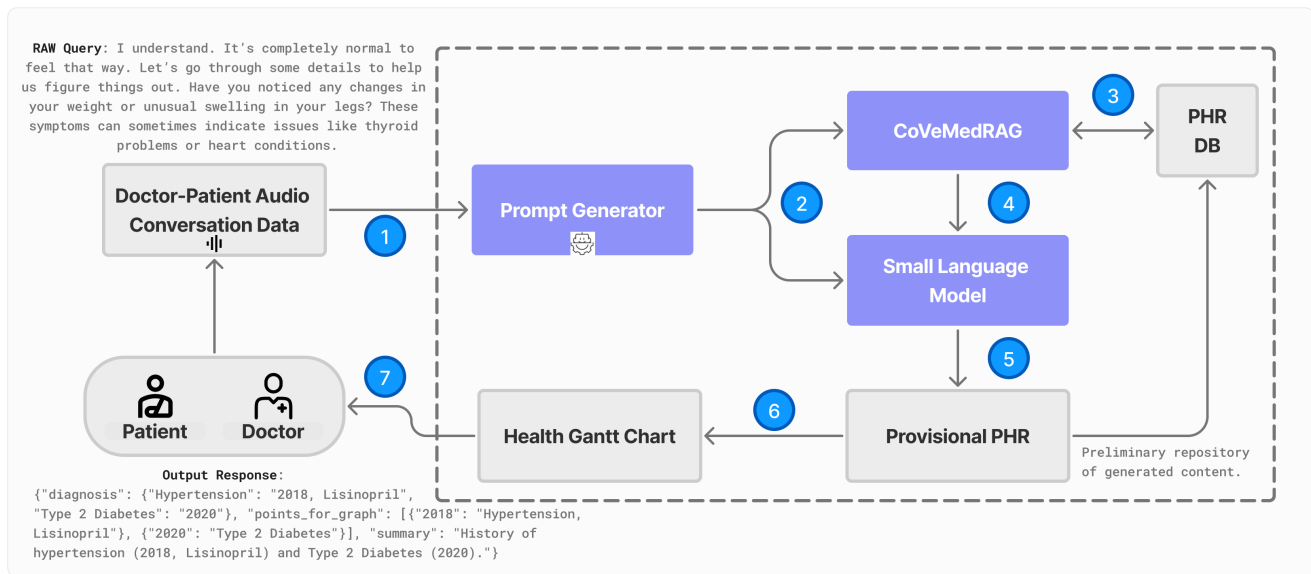 RAW Query: I understand. It’s completely normal to
feel that way. Let’s go through some details to help
us figure things out. Have you noticed any changes in
your weight or unusual swelling in your legs? These
symptoms can sometimes indicate issues like thyroid
problems or heart conditions.
Doctor-Patient Audio
Conversation Data
1
Prompt Generator
2
CoVeMedRAG
3
PHR
DB
4
Small Language
Model
5
Provisional PHR
Preliminary repository
of generated content.
6
Health Gantt Chart
7
Patient
Doctor
Output Response:
{"diagnosis": {"Hypertension": "2018, Lisinopril",
"Type 2 Diabetes": "2020"}, "points_for_graph": [{"2018": "Hypertension,
Lisinopril"}, {"2020": "Type 2 Diabetes"}], "summary": "History of
hypertension (2018, Lisinopril) and Type 2 Diabetes (2020)."}